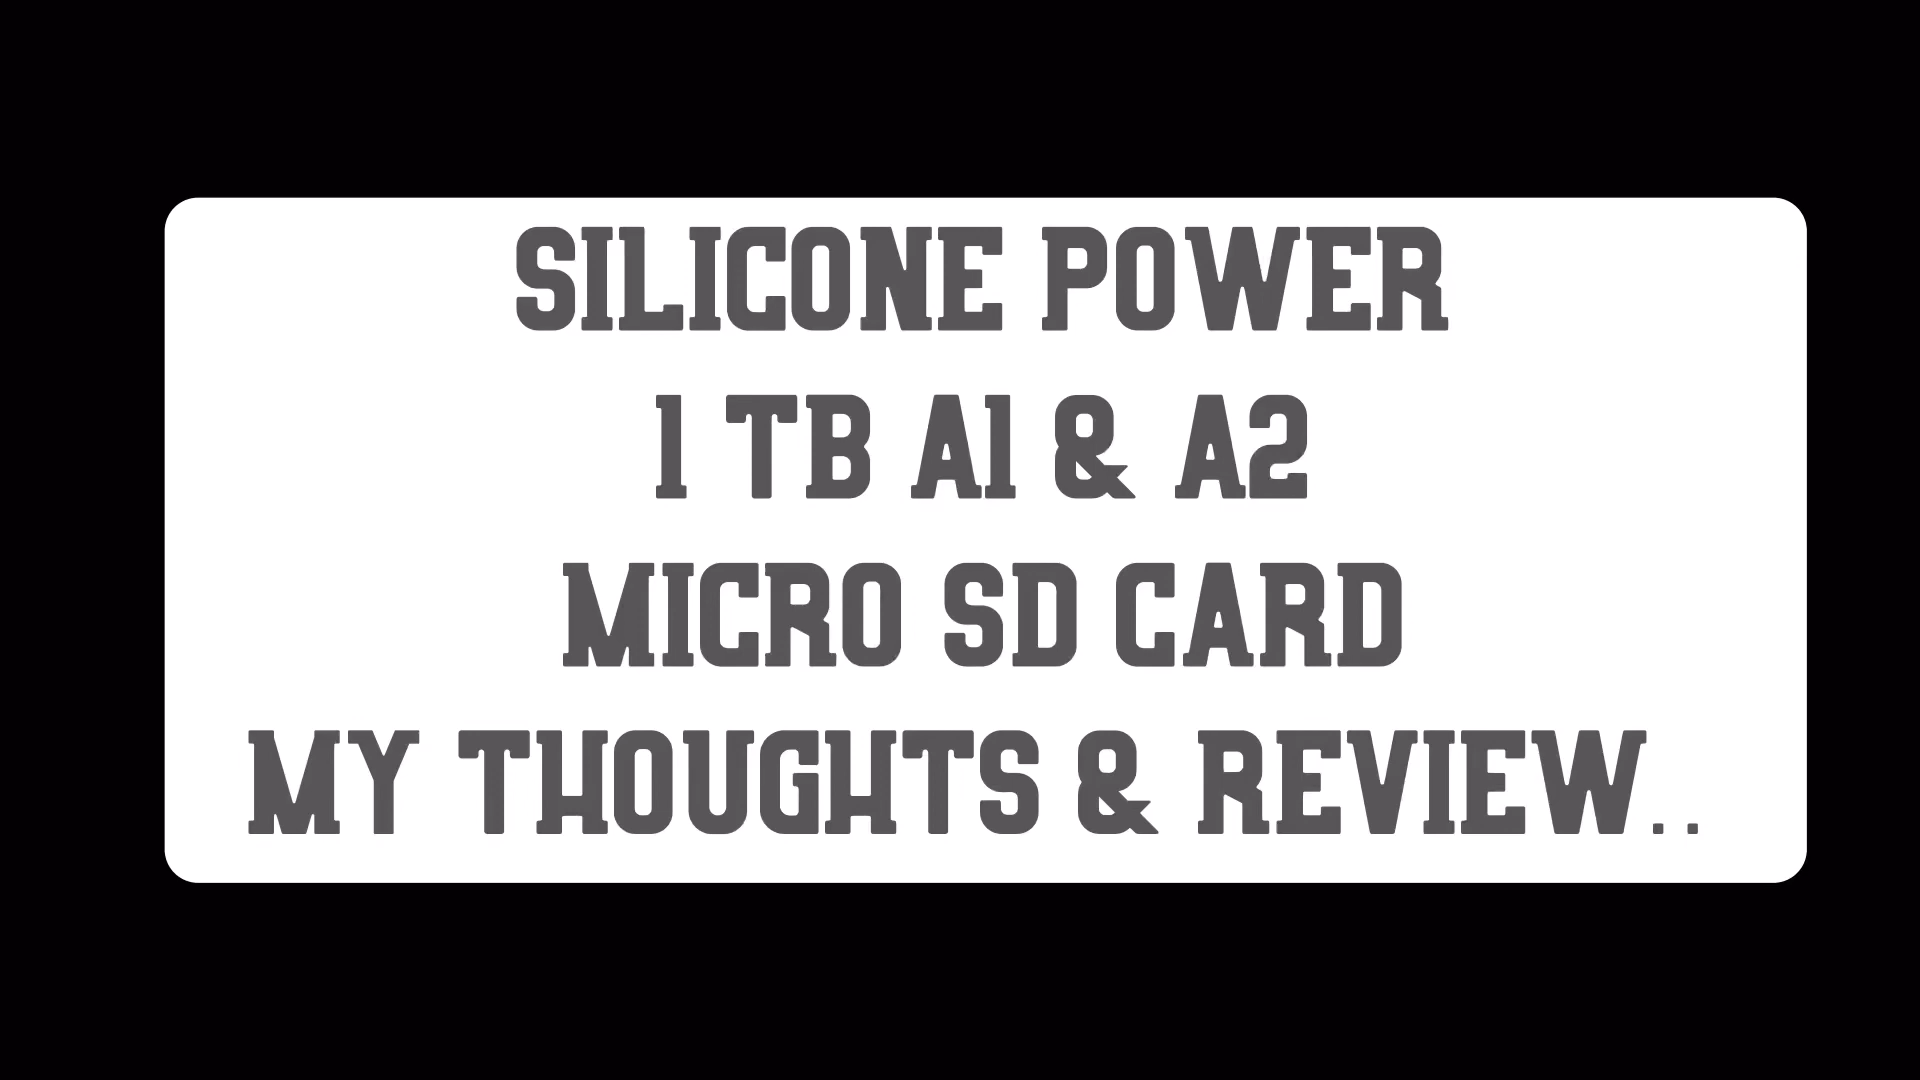 SILICONE POWER
1 TB A1 & A2
MICRO SD CARD
MY THOUGHTS & REVIEW..